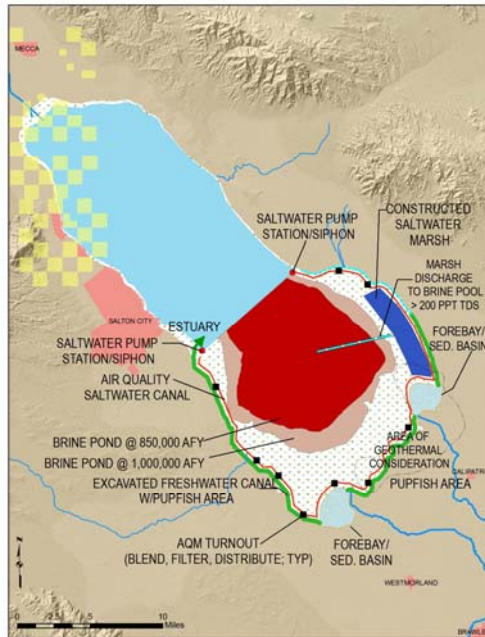 MECCA
SALTWATER PUMP
STATION/SIPHON
CONSTRUCTED
SALTWATER
MARSH
MARSH
DISCHARGE
TO BRINE POOL
> 200 PPT TDS
SALTON CITY
ESTUARY
FOREBAY/
SED. BASIN
SALTWATER PUMP
STATION/SIPHON
AIR QUALITY
SALTWATER CANAL
BRINE POND @ 850,000 AFY
BRINE POND @ 1,000,000 AFY
AREA OF
GEOTHERMAL
CONSIDERATION
CALIPATR
EXCAVATED FRESHWATER CANAL
W/PUPFISH AREA
PUPFISH AREA
AQM TURNOUT
(BLEND, FILTER, DISTRIBUTE; TYP)
FOREBAY/
SED. BASIN
WESTMORLAND
N
0 2.5 5 10
Miles
BRAWLE